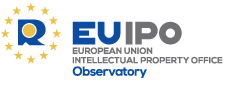 EUIPO
EUROPEAN UNION
INTELLECTUAL PROPERTY OFFICE
Observatory